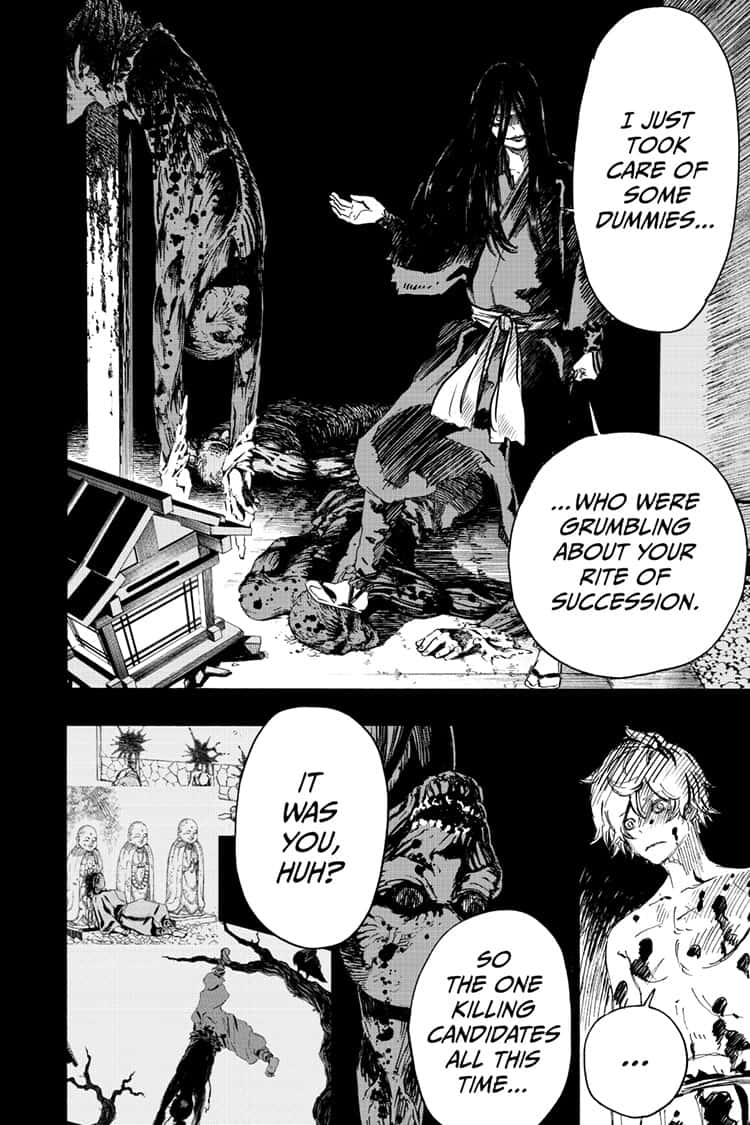 I JUST
TOOK
CARE OF
SOME
DUMMIES...
...WHO WERE
GRUMBLING
ABOUT YOUR
RITE OF
SUCCESSION.
...
IT
WAS
YOU,
HUH?
SO
THE ONE
KILLING
CANDIDATES
ALL THIS
TIME...